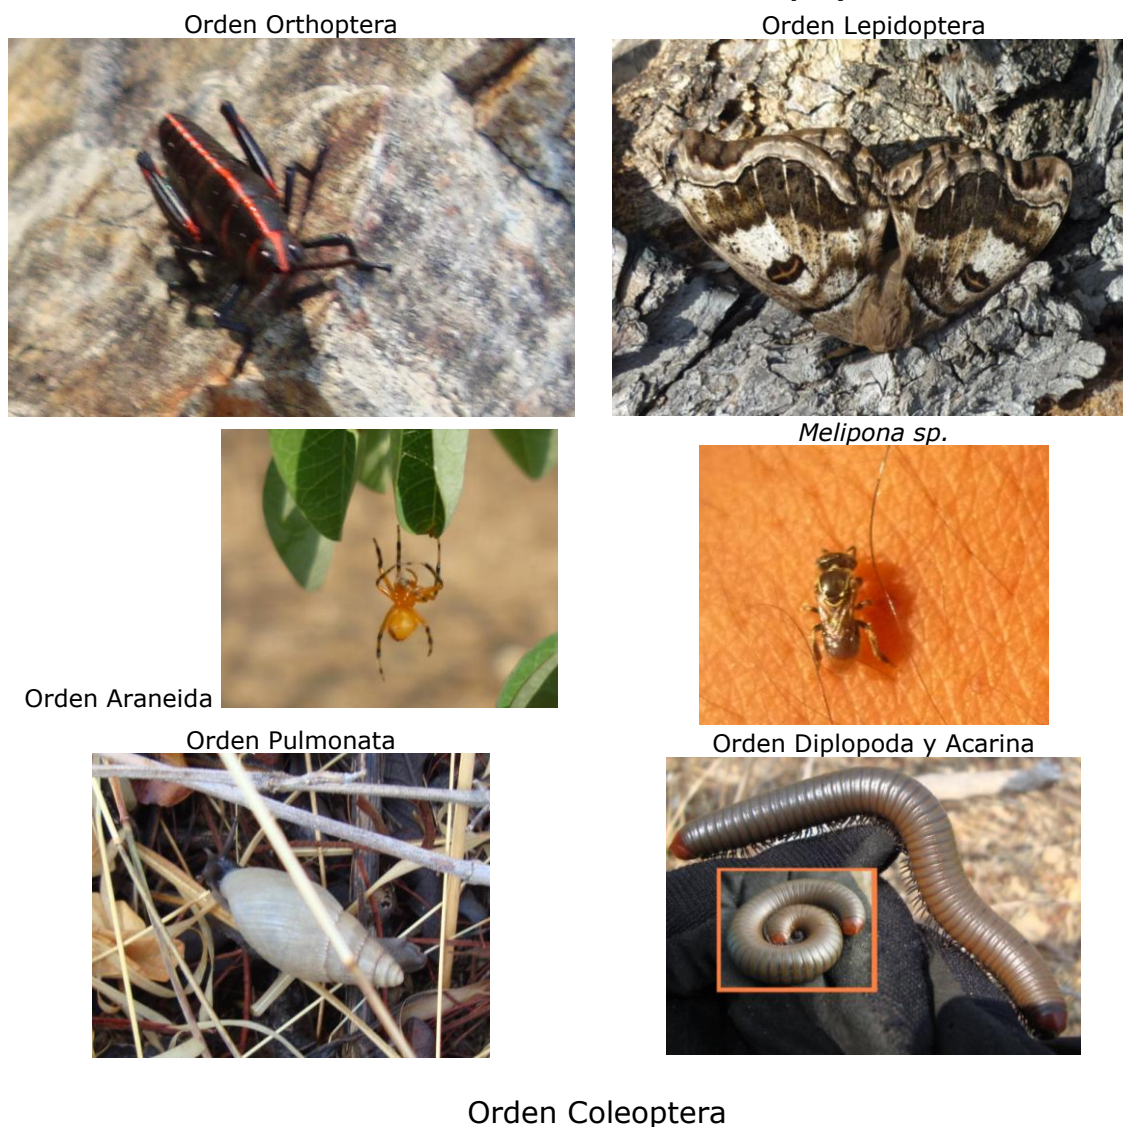 Orden Orthoptera
Orden Lepidoptera
Melipona sp.
Orden Araneida
Orden Pulmonata
Orden Diplopoda y Acarina
Orden Coleoptera